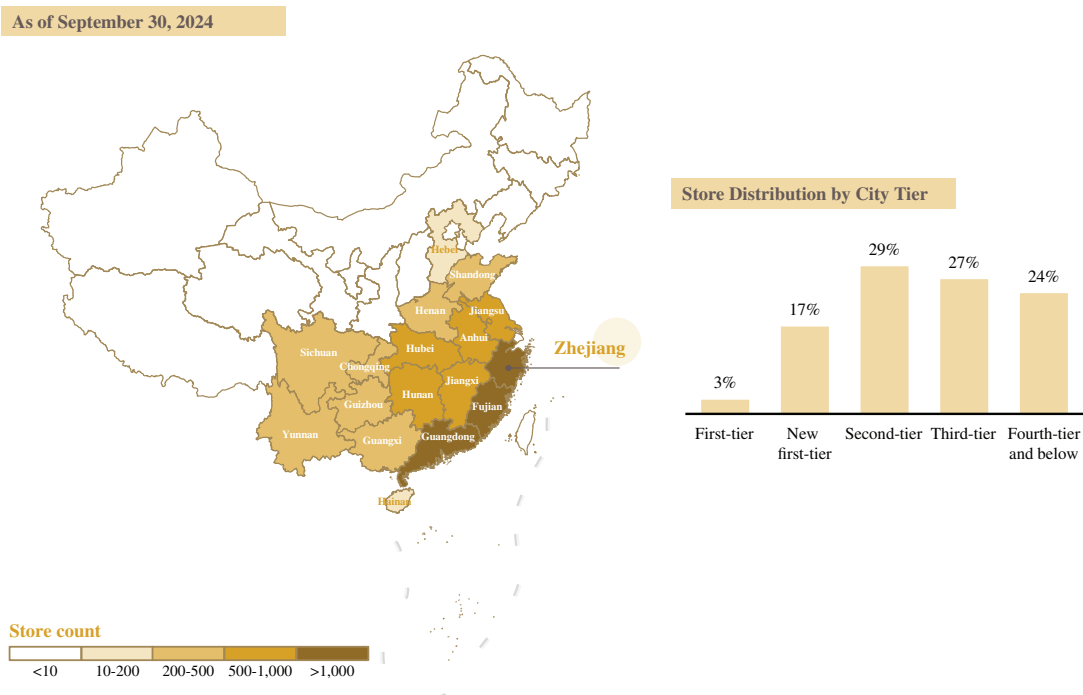 As of September 30, 2024
Hebei
Shandong
Henan
Jiangsu
Anhui
Sichuan
Chongqing
Hubei
Zhejiang
Hunan
Jiangxi
Guizhou
Fujian
Yunnan
Guangxi
Guangdong
Hainan
Store count
<10 10-200 200-500 500-1,000 >1,000
Store Distribution by City Tier
3% 17% 29% 27% 24%
First-tier New Second-tier Third-tier Fourth-tier
first-tier and below